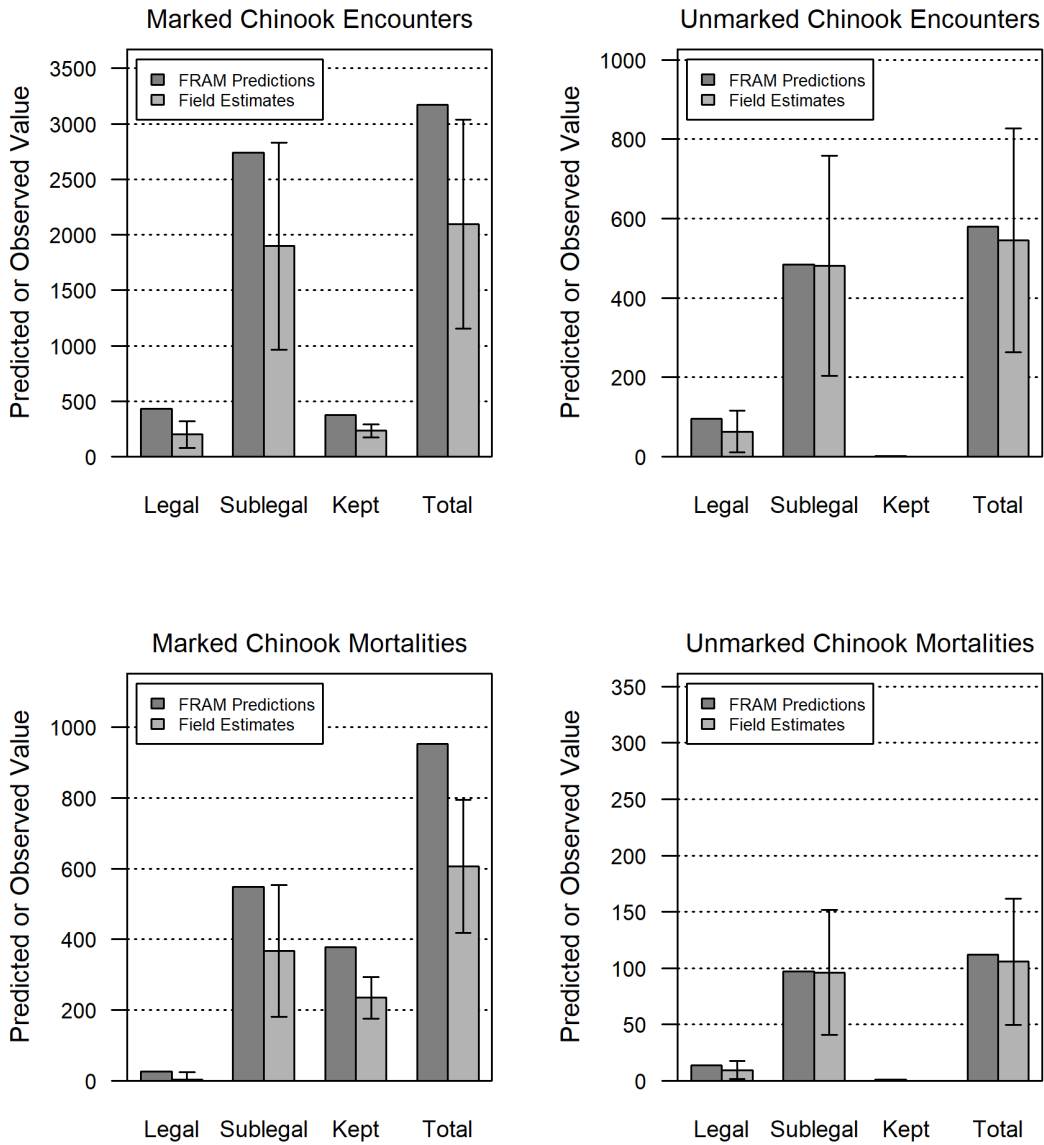 Marked Chinook Encounters
Predicted or Observed Value
3500
3000
2500
2000
1500
1000
500
0
FRAM Predictions
Field Estimates
Legal Sublegal Kept Total
Unmarked Chinook Encounters
Predicted or Observed Value
1000
800
600
400
200
0
FRAM Predictions
Field Estimates
Legal Sublegal Kept Total
Marked Chinook Mortalities
Predicted or Observed Value
1000
800
600
400
200
0
FRAM Predictions
Field Estimates
Legal Sublegal Kept Total
Unmarked Chinook Mortalities
Predicted or Observed Value
350
300
250
200
150
100
50
0
FRAM Predictions
Field Estimates
Legal Sublegal Kept Total